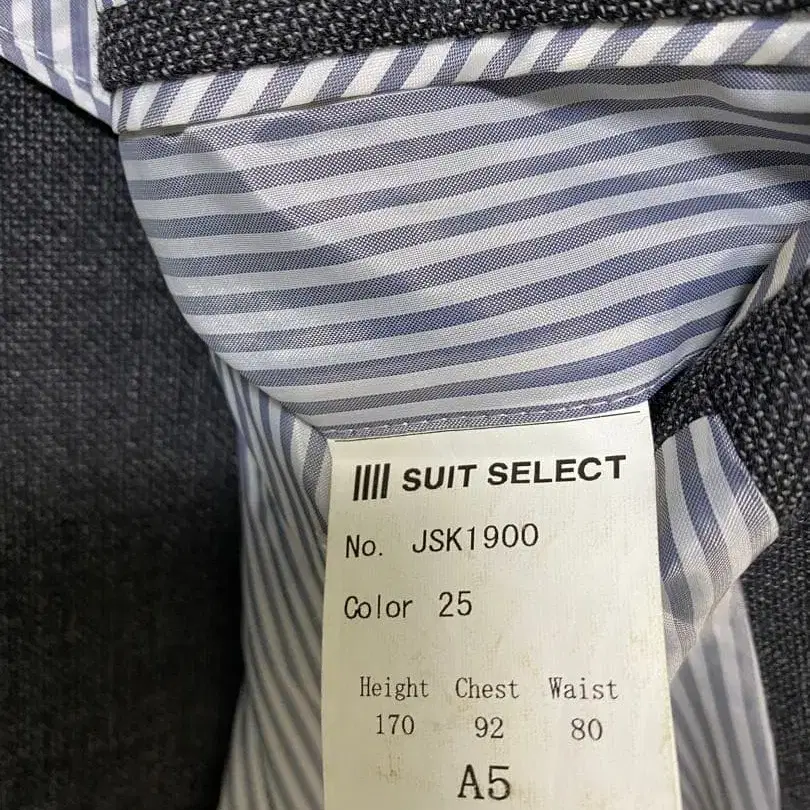 SUIT SELECT
No. JSK1900
Color 25
Height Chest Waist
170 92 80
A5